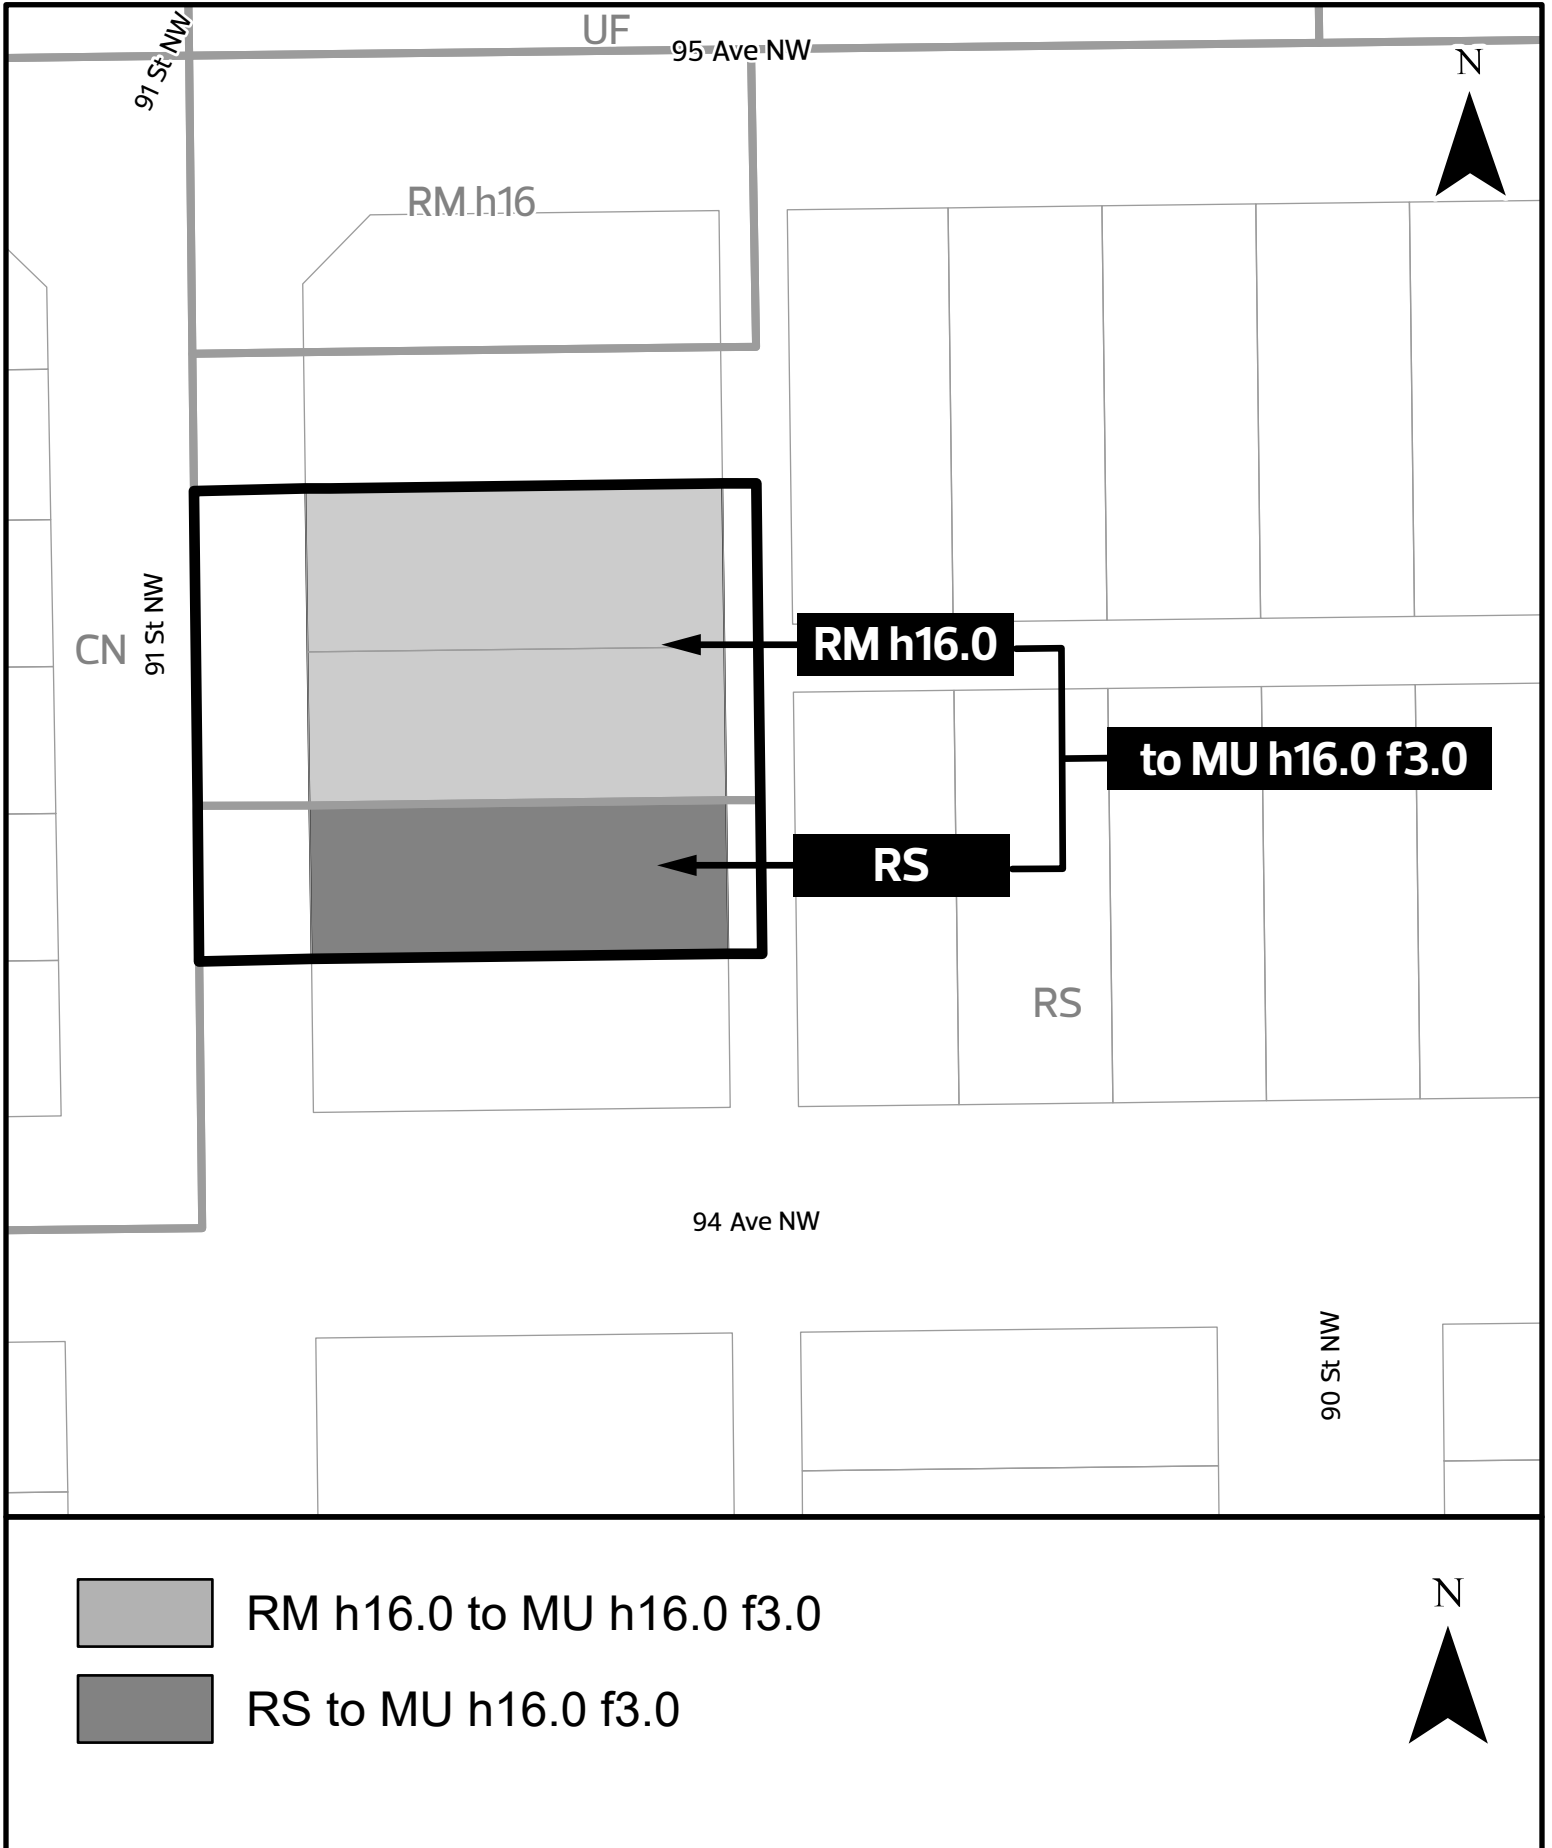 UF
91 St NW
95 Ave NW
N
RM h16
CN
91 St NW
RM h16.0
to MU h16.0 f3.0
RS
RS
94 Ave NW
90 St NW
RM h16.0 to MU h16.0 f3.0
N
RS to MU h16.0 f3.0